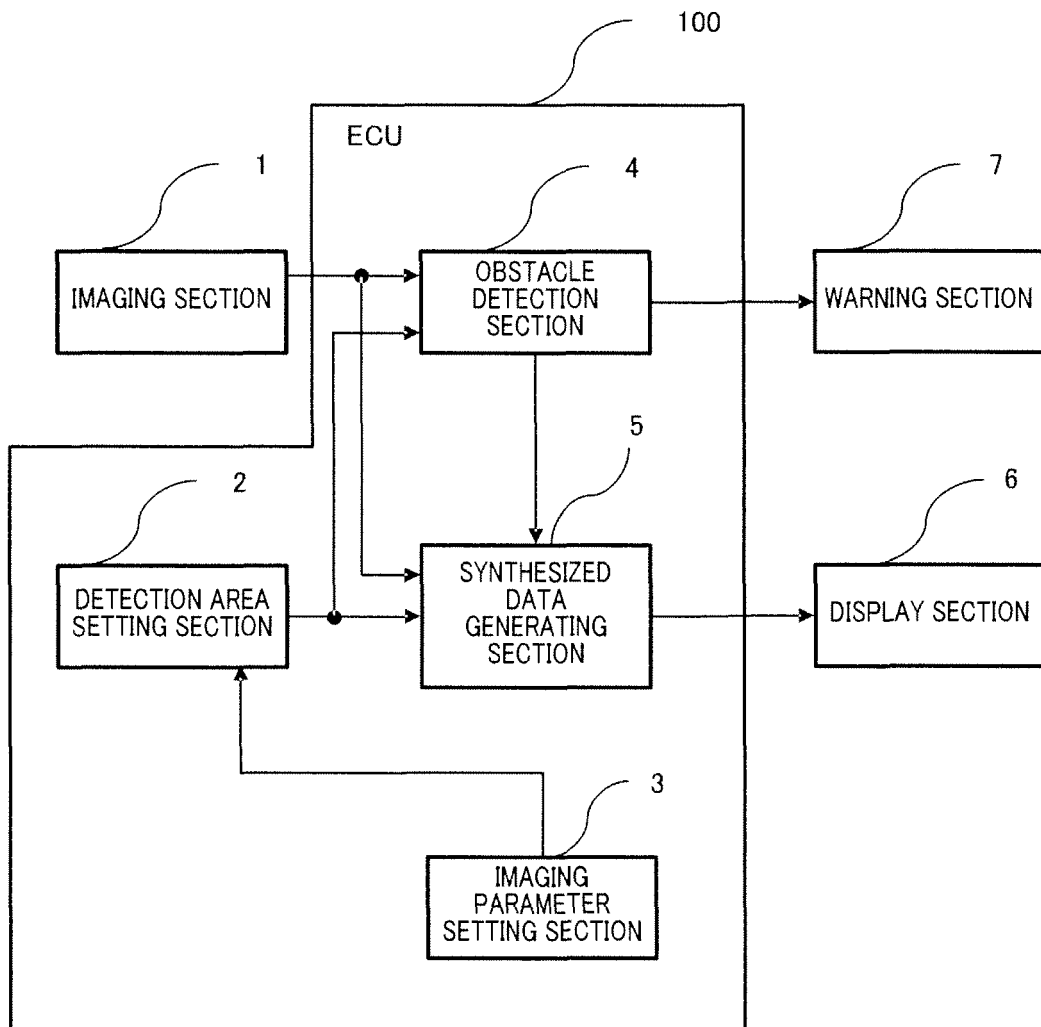 100
ECU
1
4
7
IMAGING SECTION
OBSTACLE
DETECTION
SECTION
WARNING SECTION
2
5
6
DETECTION AREA
SETTING SECTION
SYNTHESIZED
DATA
GENERATING
SECTION
DISPLAY SECTION
3
IMAGING
PARAMETER
SETTING SECTION